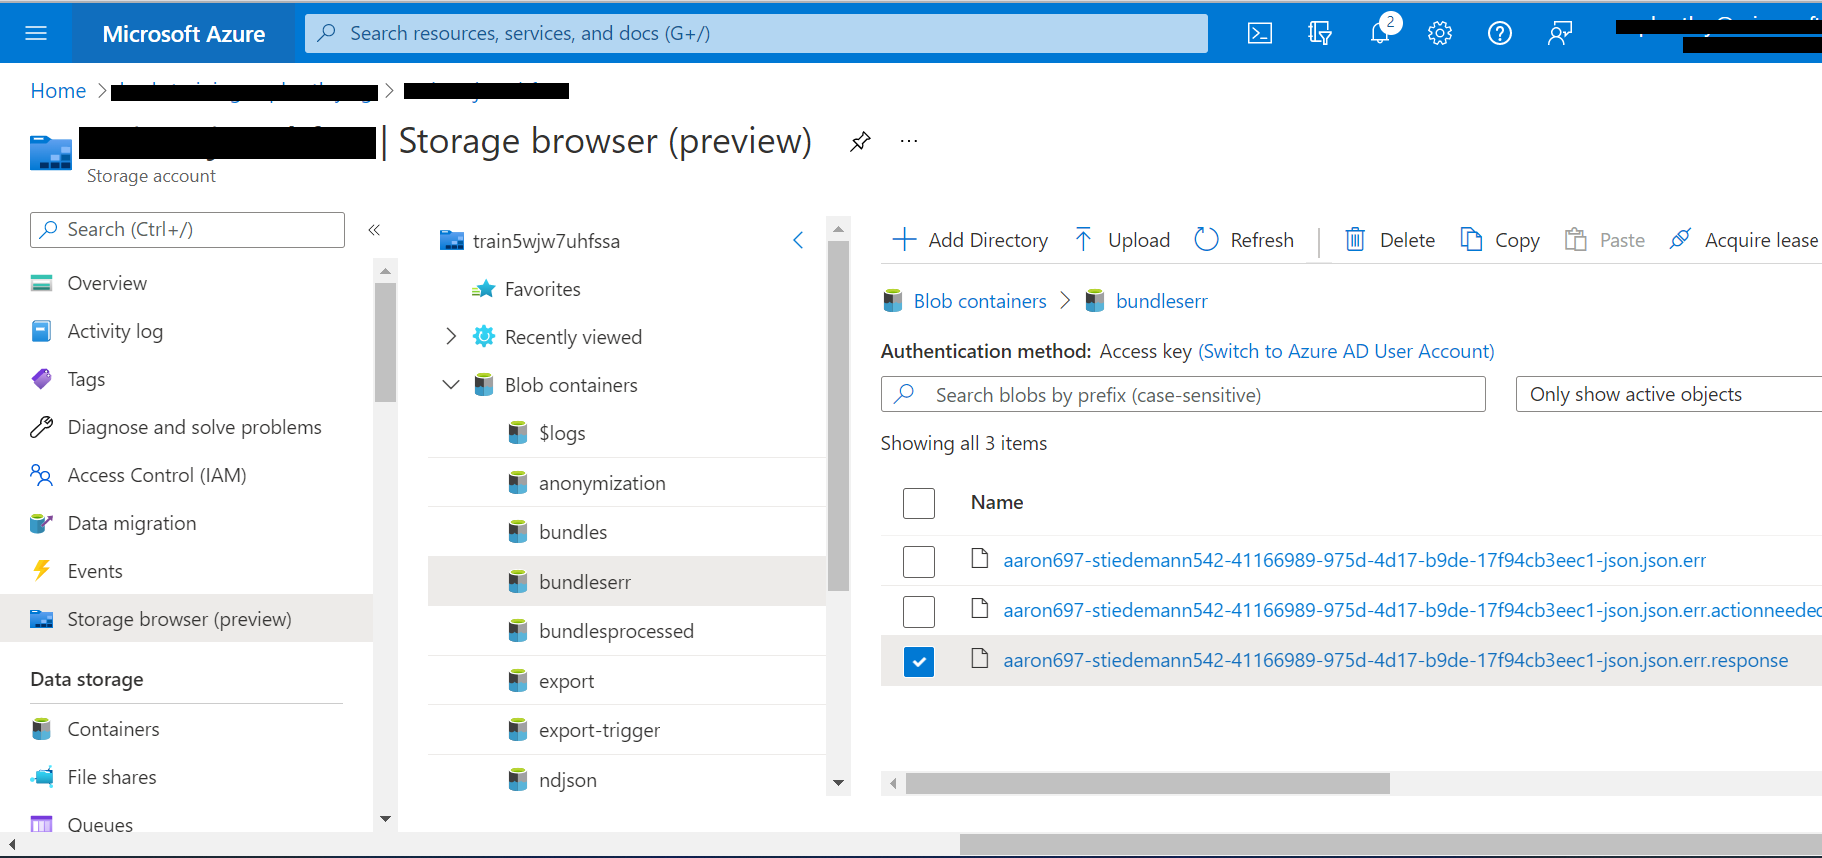 Microsoft Azure
Search resources, services, and docs (G+/)
2
Home
| Storage browser (preview)
...
Storage account
Search (Ctrl+/)
«
Overview
Activity log
Tags
Diagnose and solve problems
Access Control (IAM)
Data migration
Events
Storage browser (preview)
Data storage
Containers
File shares
Queues
train5wjw7uhfssa
Favorites
Recently viewed
Blob containers
$logs
anonymization
bundles
bundleserr
bundlesprocessed
export
export-trigger
ndjson
Add Directory
Upload
Refresh
Delete
Copy
Paste
Acquire lease
Blob containers > bundleserr
Authentication method: Access key (Switch to Azure AD User Account)
Search blobs by prefix (case-sensitive)
Only show active objects
Showing all 3 items
Name
aaron697-stiedemann542-41166989-975d-4d17-b9de-17f94cb3eec1-json.json.err
aaron697-stiedemann542-41166989-975d-4d17-b9de-17f94cb3eec1-json.json.err.actionneeded
aaron697-stiedemann542-41166989-975d-4d17-b9de-17f94cb3eec1-json.json.err.response